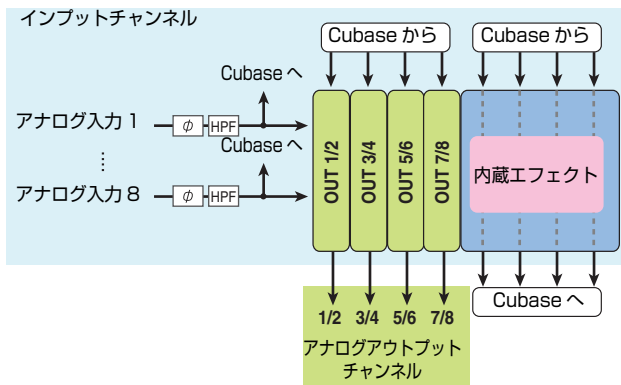 インプットチャンネル
Cubase から
Cubase から
Cubase へ
アナログ入力 1
φ
HPF
Cubase へ
アナログ入力 8
φ
HPF
OUT 1/2
OUT 3/4
OUT 5/6
OUT 7/8
内蔵エフェクト
Cubase へ
1/2
3/4
5/6
7/8
アナログアウトプット
チャンネル